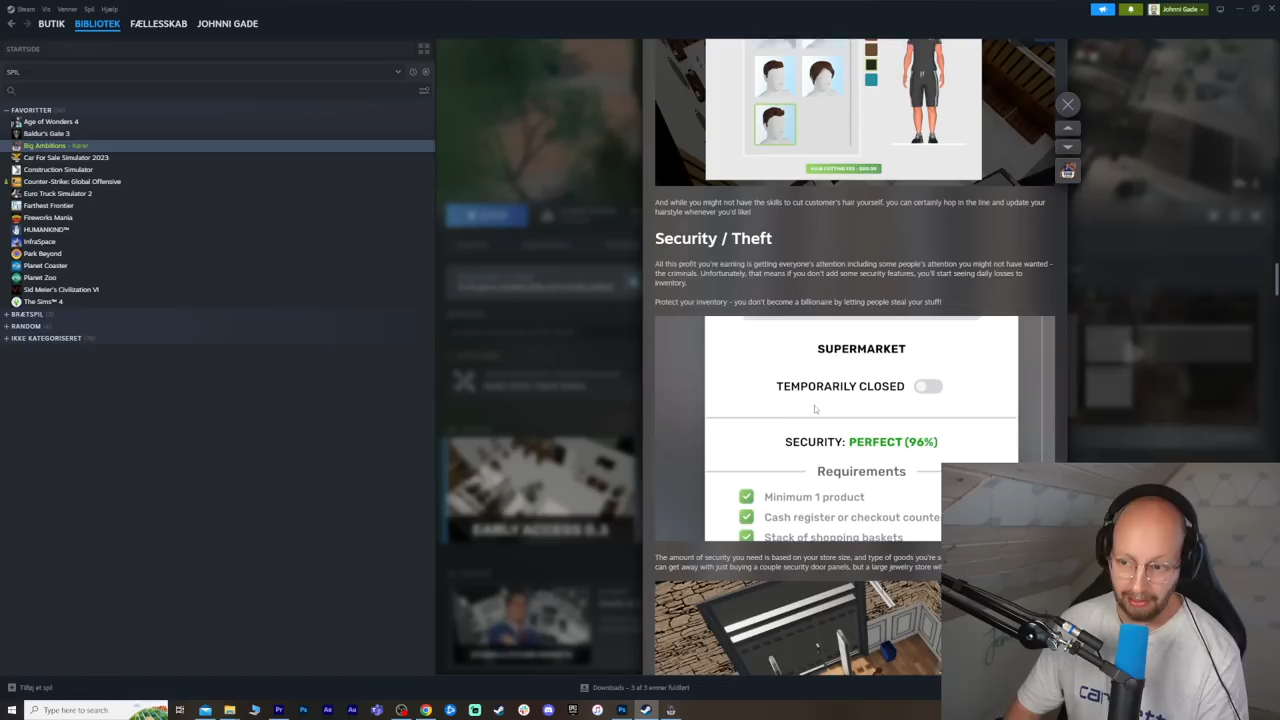 Steam Vis Venner Spil Hjælp
Johnni Gade
BUTIK BIBLIOTEK FÆLLESSKAB JOHNNI GADE
STARTSIDE
SPIL
FAVORITTER (16)
Age of Wonders 4
Baldur's Gate 3
Big Ambitions - Kører
Car For Sale Simulator 2023
Construction Simulator
Counter-Strike: Global Offensive
Euro Truck Simulator 2
Farthest Frontier
Fireworks Mania
HUMANKIND™
InfraSpace
Park Beyond
Planet Coaster
Planet Zoo
Sid Meier's Civilization VI
The Sims™ 4
BRÆTSPIL
RANDOM
IKKE KATEGORISERET
HAIR CUTTING FEE
And while you might not have the skills to cut customer's hair yourself, you can certainly hop in the line and update your
hairstyle whenever you'd like!
Security / Theft
All this profit you're earning is getting everyone's attention including some people's attention you might not have wanted -
the criminals. Unfortunately, that means if you don't add some security features, you'll start seeing daily losses to
inventory.
Protect your inventory - you don't become a billionaire by letting people steal your stuff!
SUPERMARKET
TEMPORARILY CLOSED
SECURITY: PERFECT (96%)
Requirements
Minimum 1 product
Cash register or checkout counte
Stack of shopping baskets
The amount of security you need is based on your store size, and type of goods you're s
can get away with just buying a couple security door panels, but a large jewelry store wi
EARLY ACCESS 0.3
Tilføj et spil
Downloads – 3 af 3 emner fuldført
Type here to search